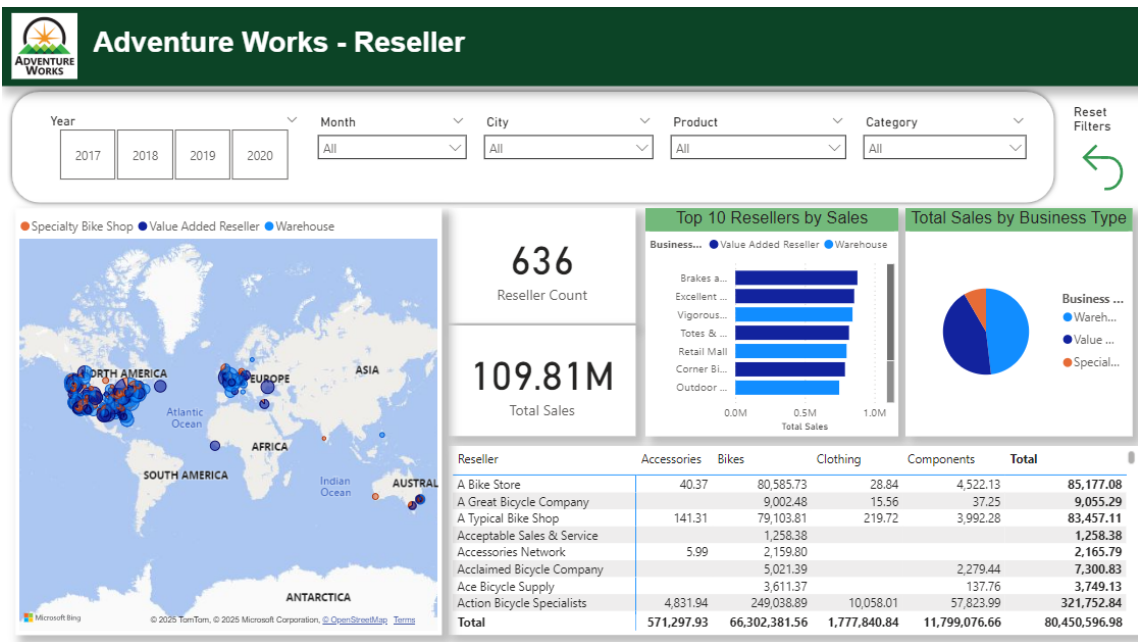 ADVENTURE
WORKS
Adventure Works - Reseller
Year
2017 2018 2019 2020
Month
All
City
All
Product
All
Category
All
Reset
Filters
Specialty Bike Shop Value Added Reseller Warehouse
NORTH AMERICA
EUROPE
ASIA
Atlantic
Ocean
AFRICA
SOUTH AMERICA
Indian
Ocean
AUSTRAL
ANTARCTICA
Microsoft Bing
© 2025 TomTom, © 2025 Microsoft Corporation, © OpenStreetMap Terms
636
Reseller Count
109.81M
Total Sales
Top 10 Resellers by Sales
Business... Value Added Reseller Warehouse
Brakes a...
Excellent ...
Vigorous...
Totes & ...
Retail Mall
Corner Bi...
Outdoor ...
0.0M 0.5M 1.0M
Total Sales
Total Sales by Business Type
Business ...
Wareh...
Value ...
Special...
Reseller Accessories Bikes Clothing Components Total
A Bike Store 40.37 80,585.73 28.84 4,522.13 85,177.08
A Great Bicycle Company 9,002.48 15.56 37.25 9,055.29
A Typical Bike Shop 141.31 79,103.81 219.72 3,992.28 83,457.11
Acceptable Sales & Service 1,258.38 1,258.38
Accessories Network 5.99 2,159.80 2,165.79
Acclaimed Bicycle Company 5,021.39 2,279.44 7,300.83
Ace Bicycle Supply 3,611.37 137.76 3,749.13
Action Bicycle Specialists 4,831.94 249,038.89 10,058.01 57,823.99 321,752.84
Total 571,297.93 66,302,381.56 1,777,840.84 11,799,076.66 80,450,596.98